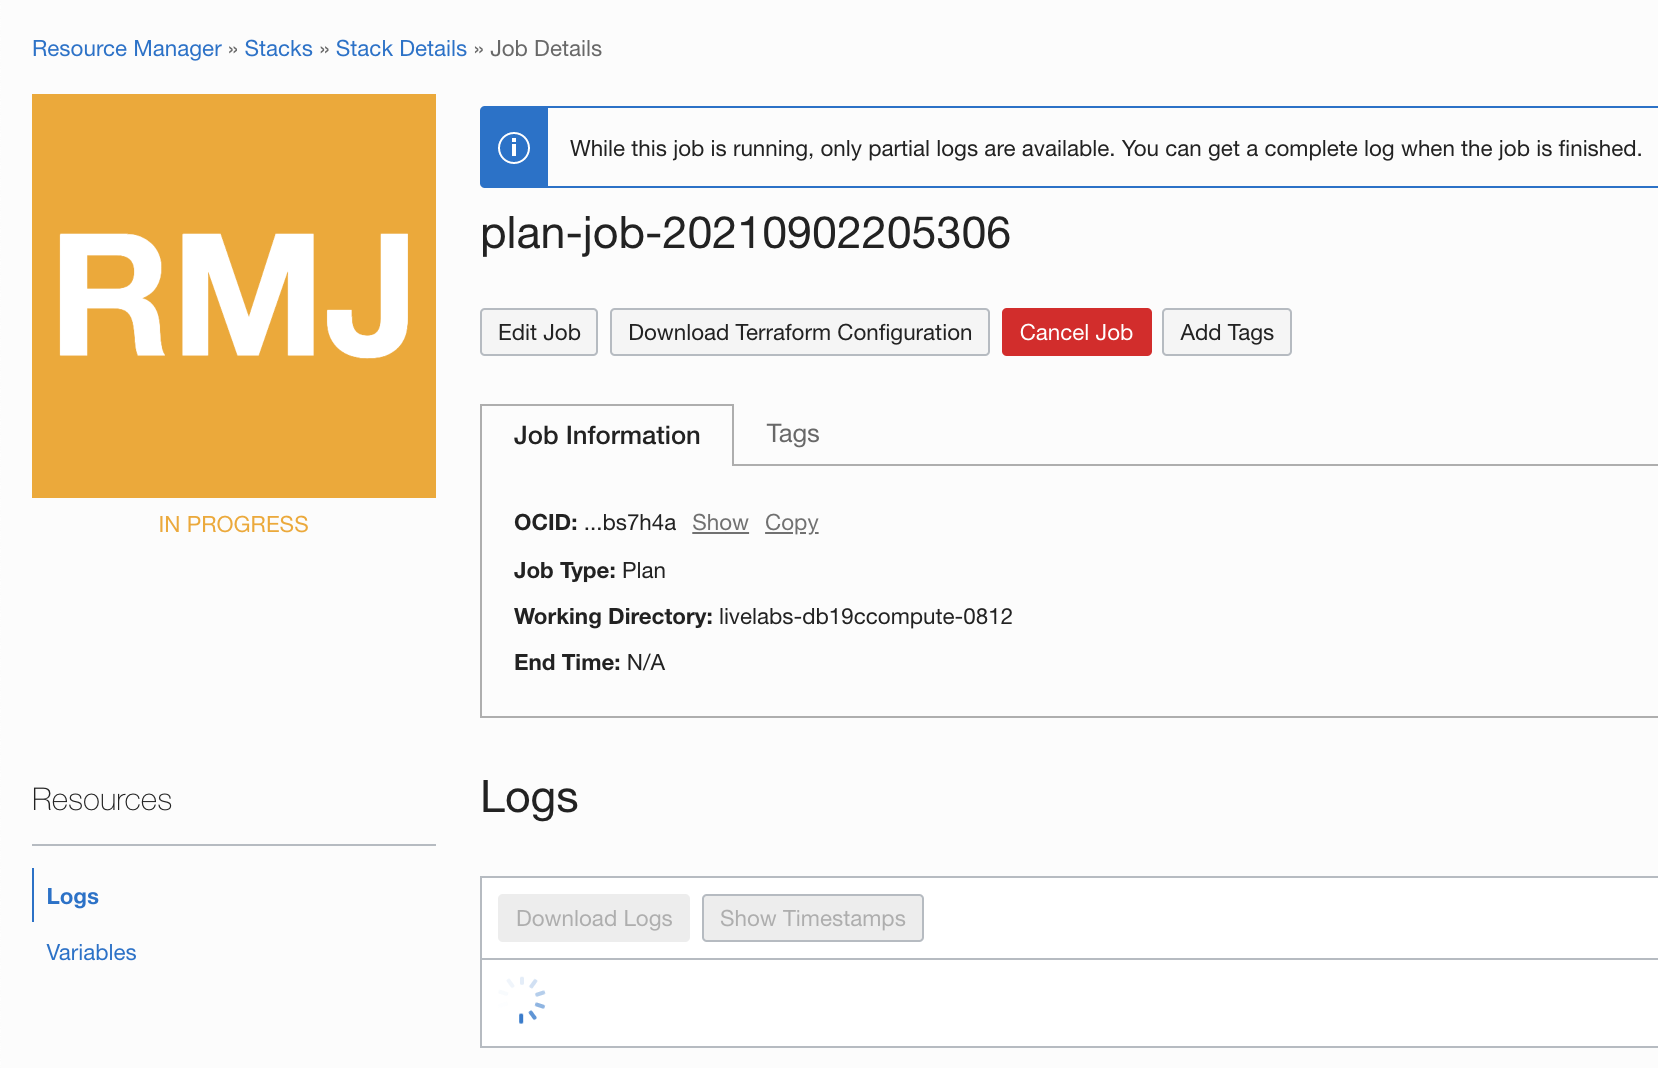 Resource Manager » Stacks » Stack Details » Job Details
RMJ
IN PROGRESS
While this job is running, only partial logs are available. You can get a complete log when the job is finished.
plan-job-20210902205306
Edit Job Download Terraform Configuration Cancel Job Add Tags
Job Information Tags
OCID: ...bs7h4a Show Copy
Job Type: Plan
Working Directory: livelabs-db19ccompute-0812
End Time: N/A
Resources
Logs
Variables
Logs
Download Logs Show Timestamps